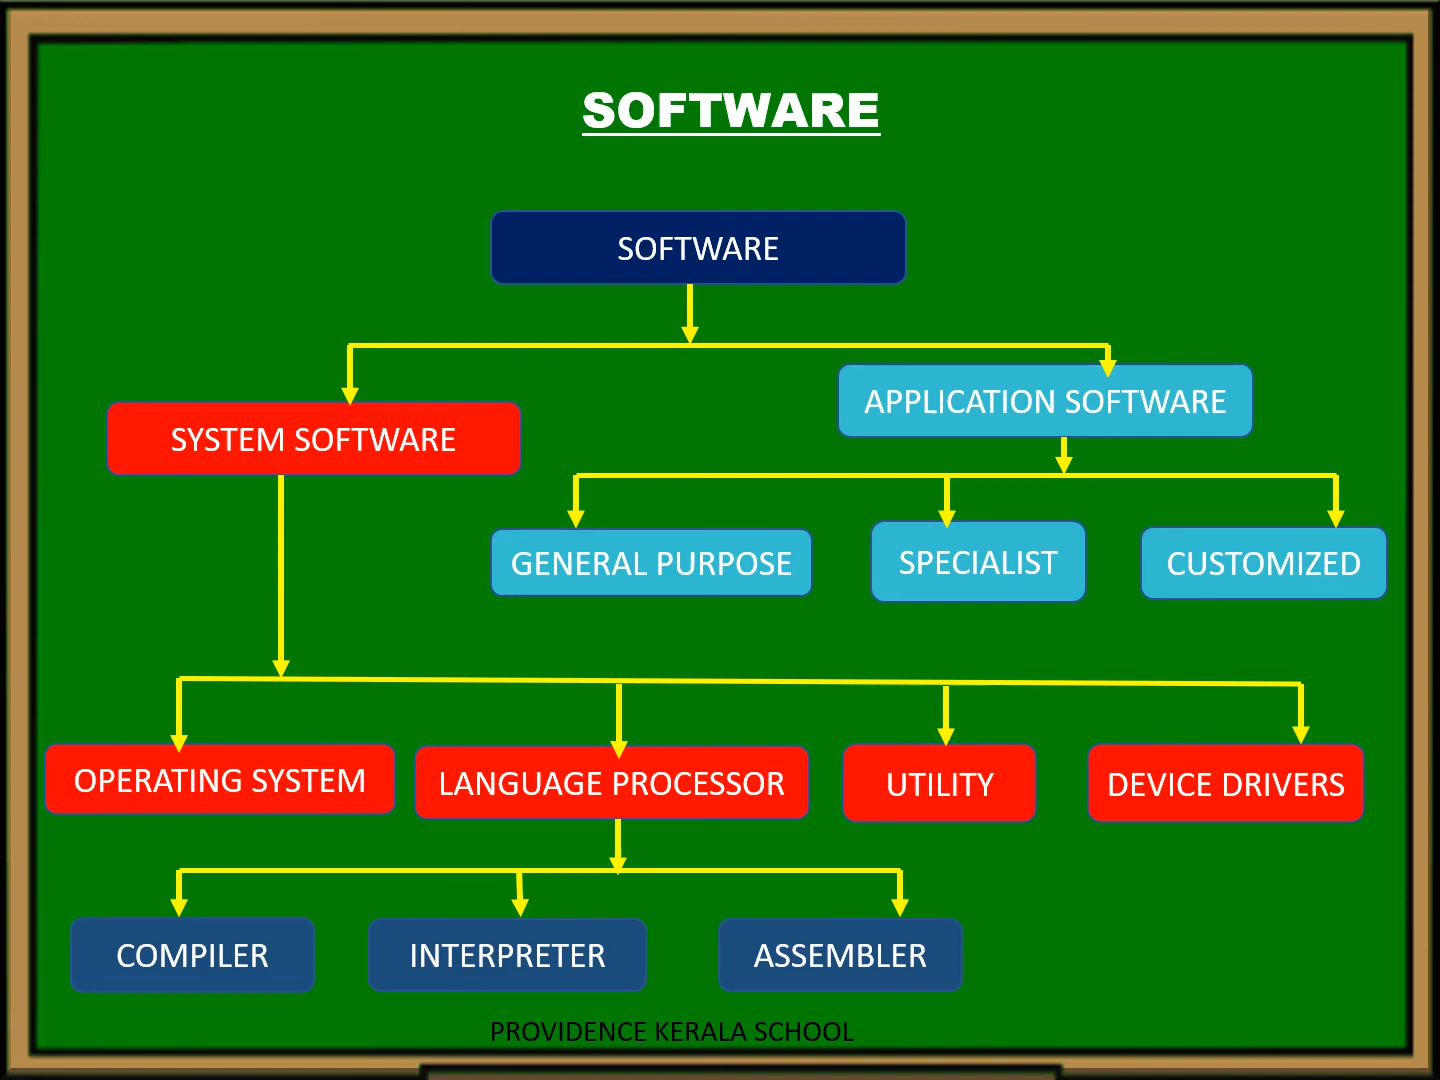 SOFTWARE
SOFTWARE
SYSTEM SOFTWARE
APPLICATION SOFTWARE
GENERAL PURPOSE
SPECIALIST
CUSTOMIZED
OPERATING SYSTEM
LANGUAGE PROCESSOR
UTILITY
DEVICE DRIVERS
COMPILER
INTERPRETER
ASSEMBLER
PROVIDENCE KERALA SCHOOL